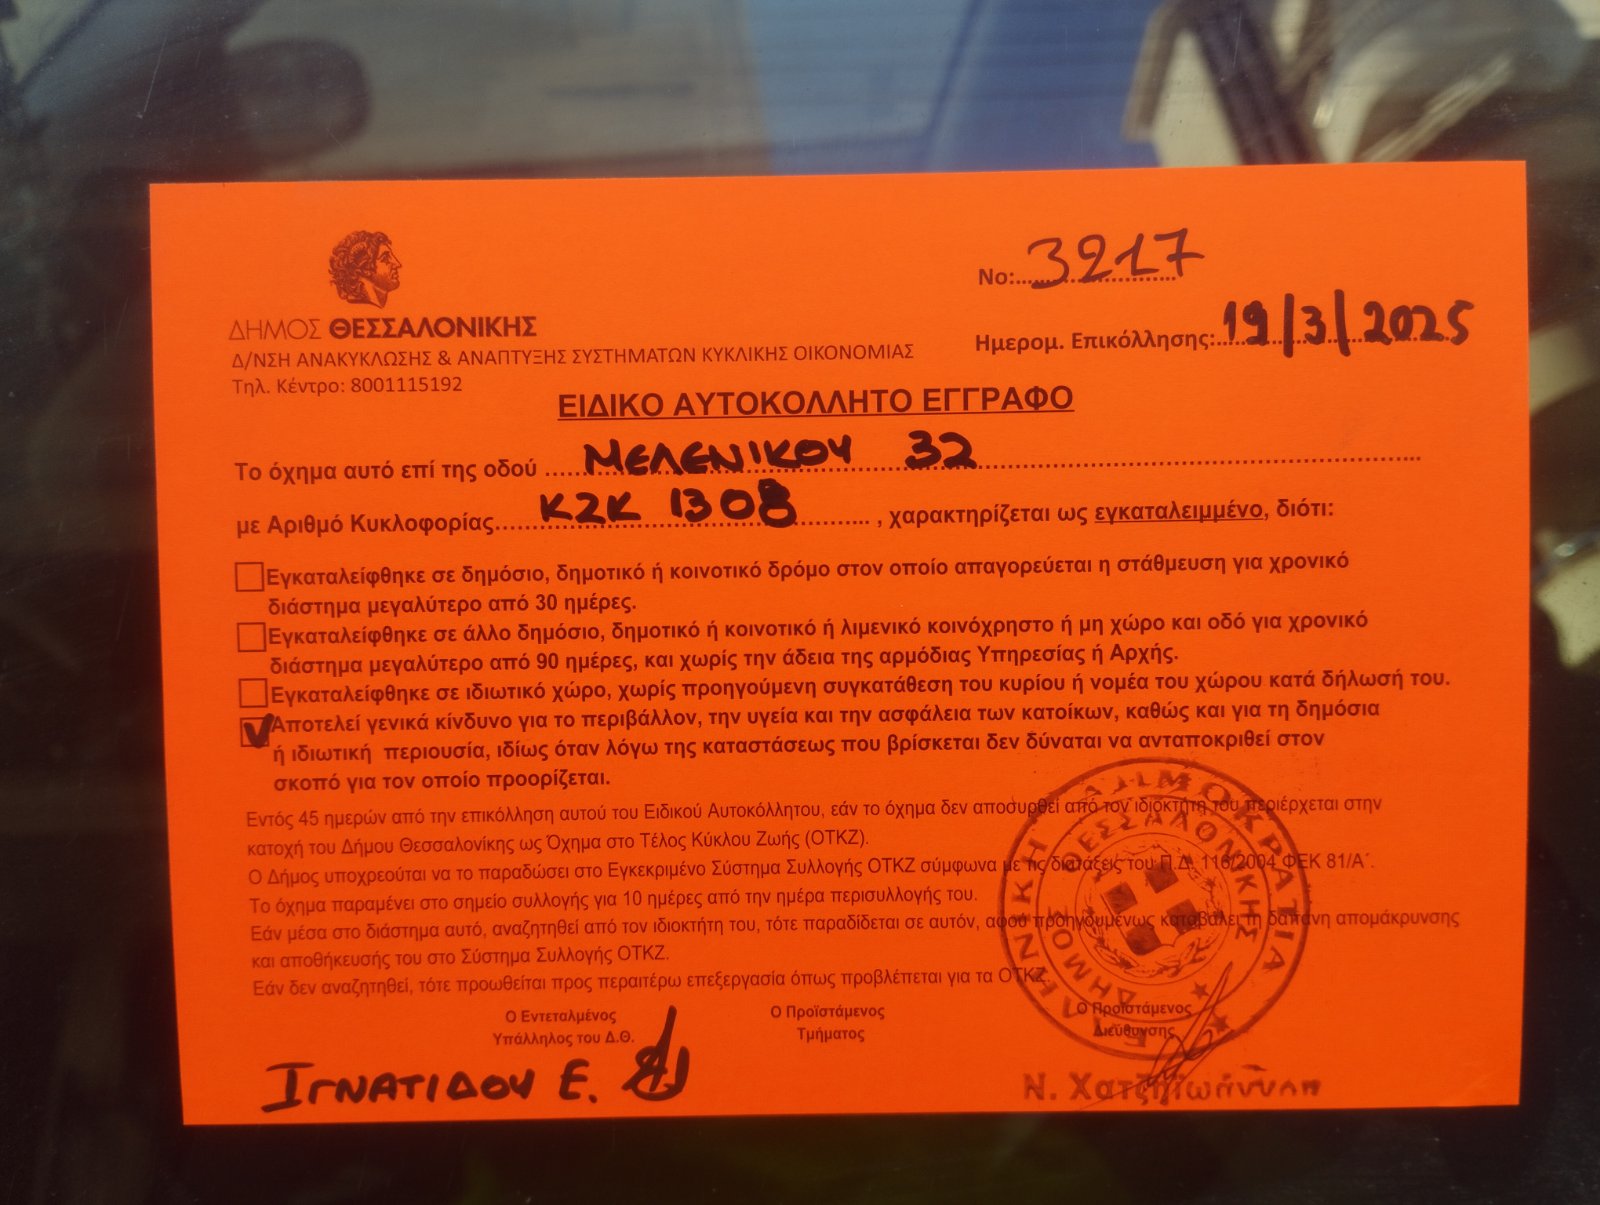 Νο:......3217
ΔΗΜΟΣ ΘΕΣΣΑΛΟΝΙΚΗΣ
Ημερομ. Επικόλλησης:...19/3/2025
Δ/ΝΣΗ ΑΝΑΚΥΚΛΩΣΗΣ & ΑΝΑΠΤΥΞΗΣ ΣΥΣΤΗΜΑΤΩΝ ΚΥΚΛΙΚΗΣ ΟΙΚΟΝΟΜΙΑΣ
Τηλ. Κέντρο: 8001115192
ΕΙΔΙΚΟ ΑΥΤΟΚΟΛΛΗΤΟ ΕΓΓΡΑΦΟ
Το όχημα αυτό επί της οδού ......ΜΕΛΕΝΙΚΟΥ 32......
με Αριθμό Κυκλοφορίας......K2K 1308......, χαρακτηρίζεται ως εγκαταλειμμένο, διότι:
Εγκαταλείφθηκε σε δημόσιο, δημοτικό ή κοινοτικό δρόμο στον οποίο απαγορεύεται η στάθμευση για χρονικό
διάστημα μεγαλύτερο από 30 ημέρες.
Εγκαταλείφθηκε σε άλλο δημόσιο, δημοτικό ή κοινοτικό ή λιμενικό κοινόχρηστο ή μη χώρο και οδό για χρονικό
διάστημα μεγαλύτερο από 90 ημέρες, και χωρίς την άδεια της αρμόδιας Υπηρεσίας ή Αρχής.
Εγκαταλείφθηκε σε ιδιωτικό χώρο, χωρίς προηγούμενη συγκατάθεση του κυρίου ή νομέα του χώρου κατά δήλωσή του.
Αποτελεί γενικά κίνδυνο για το περιβάλλον, την υγεία και την ασφάλεια των κατοίκων, καθώς και για τη δημόσια
ή ιδιωτική περιουσία, ιδίως όταν λόγω της καταστάσεως που βρίσκεται δεν δύναται να ανταποκριθεί στον
σκοπό για τον οποίο προορίζεται.
Εντός 45 ημερών από την επικόλληση αυτού του Ειδικού Αυτοκόλλητου, εάν το όχημα δεν αποσυρθεί από τον ιδιοκτήτη του περιέρχεται στην
κατοχή του Δήμου Θεσσαλονίκης ως Όχημα στο Τέλος Κύκλου Ζωής (ΟΤΚΖ).
Ο Δήμος υποχρεούται να το παραδώσει στο Εγκεκριμένο Σύστημα Συλλογής ΟΤΚΖ σύμφωνα με τις διατάξεις του Π.Δ. 116/2004 ΦΕΚ 81/Α΄.
Το όχημα παραμένει στο σημείο συλλογής για 10 ημέρες από την ημέρα περισυλλογής του.
Εάν μέσα στο διάστημα αυτό, αναζητηθεί από τον ιδιοκτήτη του, τότε παραδίδεται σε αυτόν, αφού προηγουμένως καταβάλει τη δαπάνη απομάκρυνσης
και αποθήκευσής του στο Σύστημα Συλλογής ΟΤΚΖ.
Εάν δεν αναζητηθεί, τότε προωθείται προς περαιτέρω επεξεργασία όπως προβλέπεται για τα ΟΤΚΖ.
Ο Εντεταλμένος
Υπάλληλος του Δ.Θ.
Ο Προϊστάμενος
Τμήματος
Ο Προϊστάμενος
Διεύθυνσης
ΕΛΛΗΝΙΚΗ ΔΗΜΟΚΡΑΤΙΑ
ΔΗΜΟΣ ΘΕΣΣΑΛΟΝΙΚΗΣ
ΙΓΝΑΤΙΔΟΥ Ε.
Ν. Χατζηϊωάννου